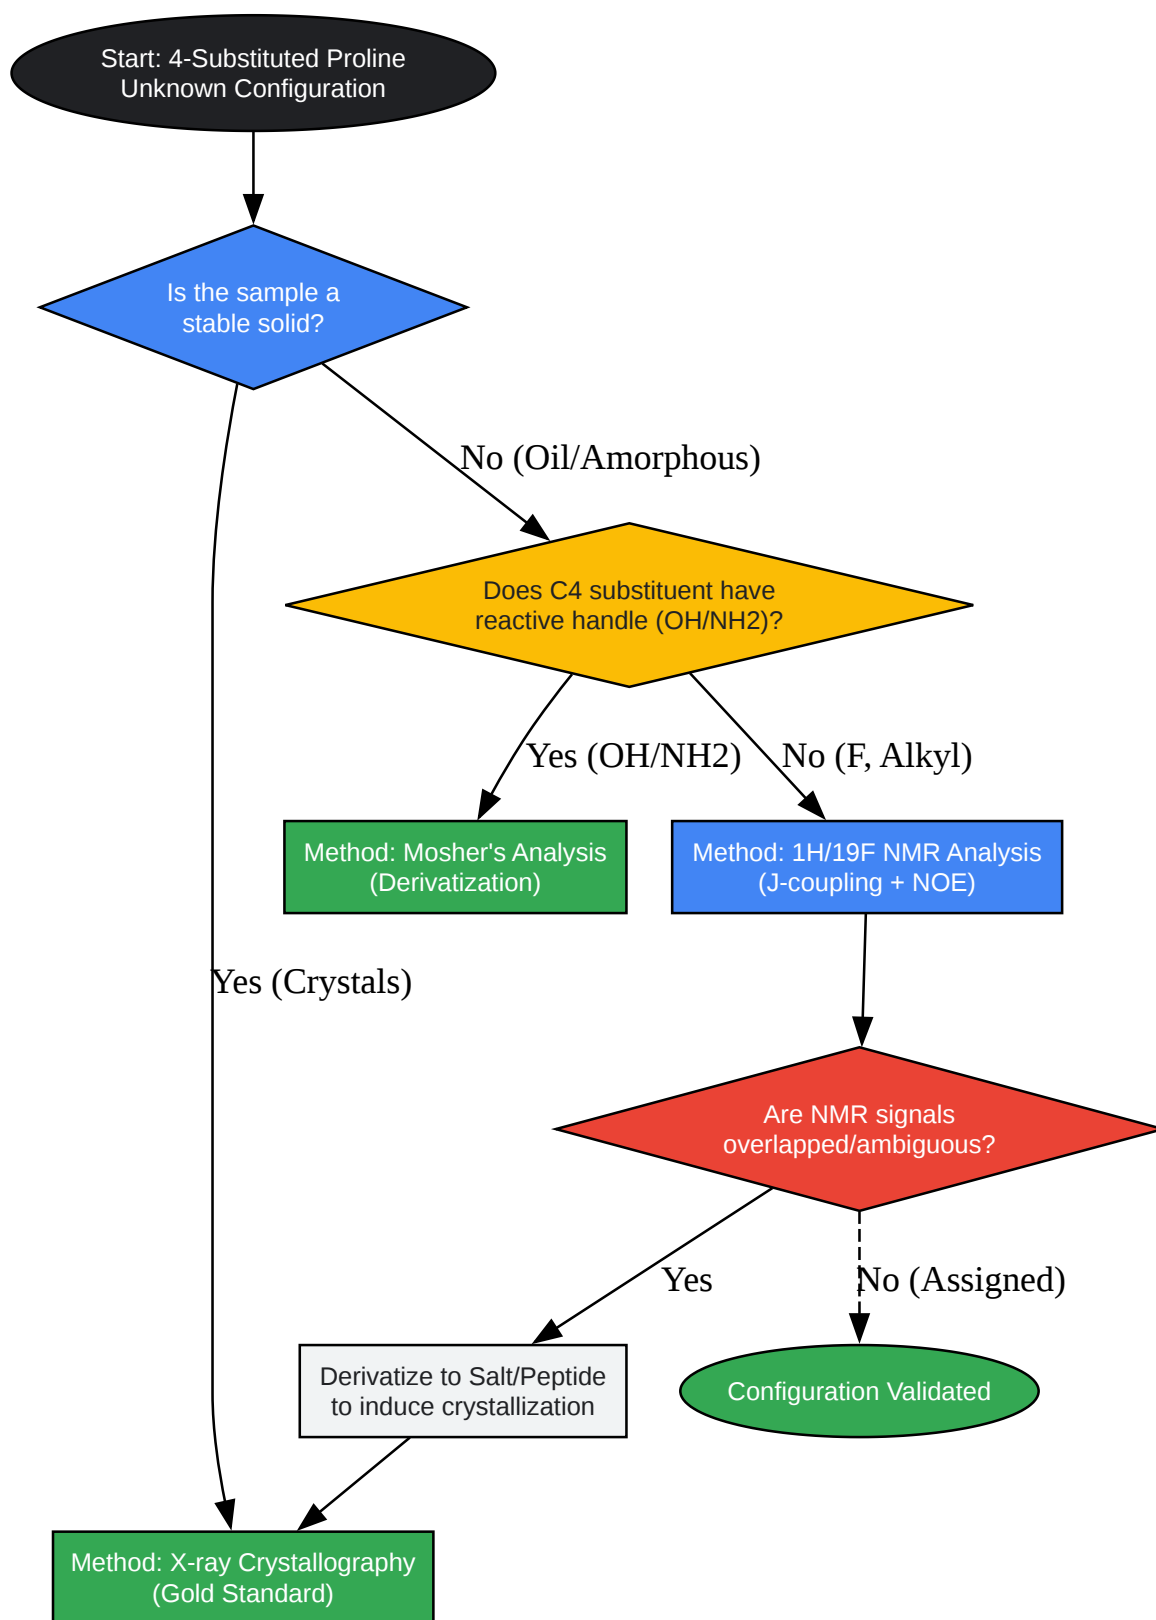 Start: 4-Substituted Proline
Unknown Configuration
Is the sample a
stable solid?
No (Oil/Amorphous)
Does C4 substituent have
reactive handle (OH/NH2)?
Yes (OH/NH2)
No (F, Alkyl)
Method: Mosher's Analysis
(Derivatization)
Method: 1H/19F NMR Analysis
(J-coupling + NOE)
Yes (Crystals)
Are NMR signals
overlapped/ambiguous?
Yes
No (Assigned)
Derivatize to Salt/Peptide
to induce crystallization
Configuration Validated
Method: X-ray Crystallography
(Gold Standard)